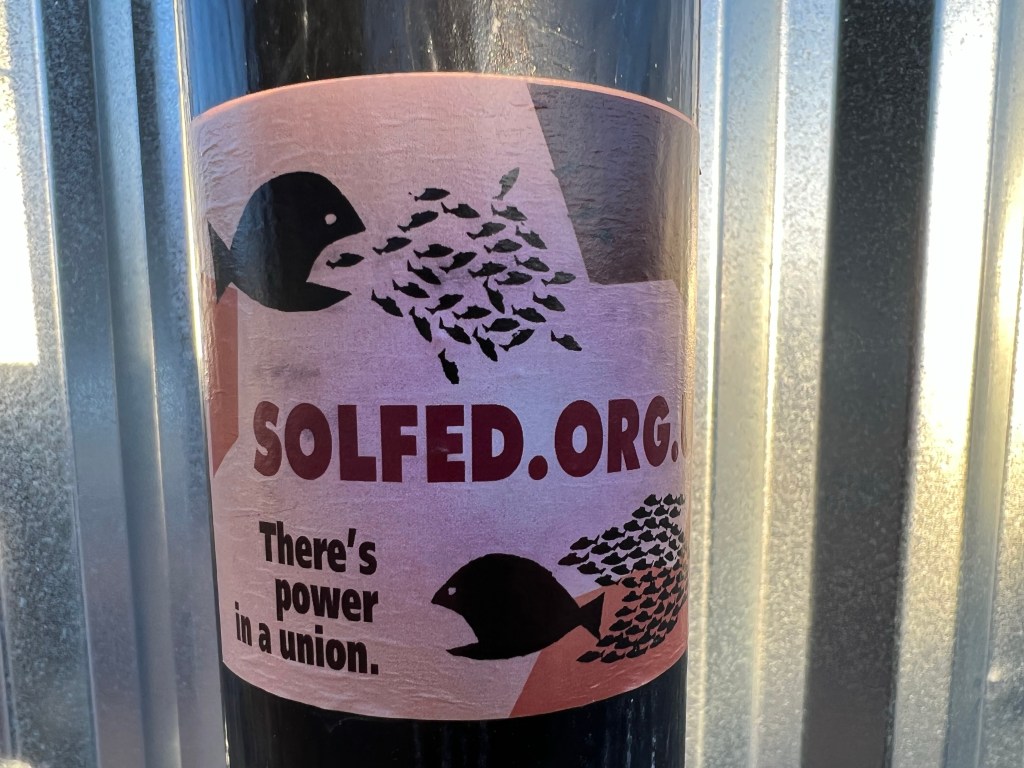 SOLFED.ORG.
There's
power
in a union.